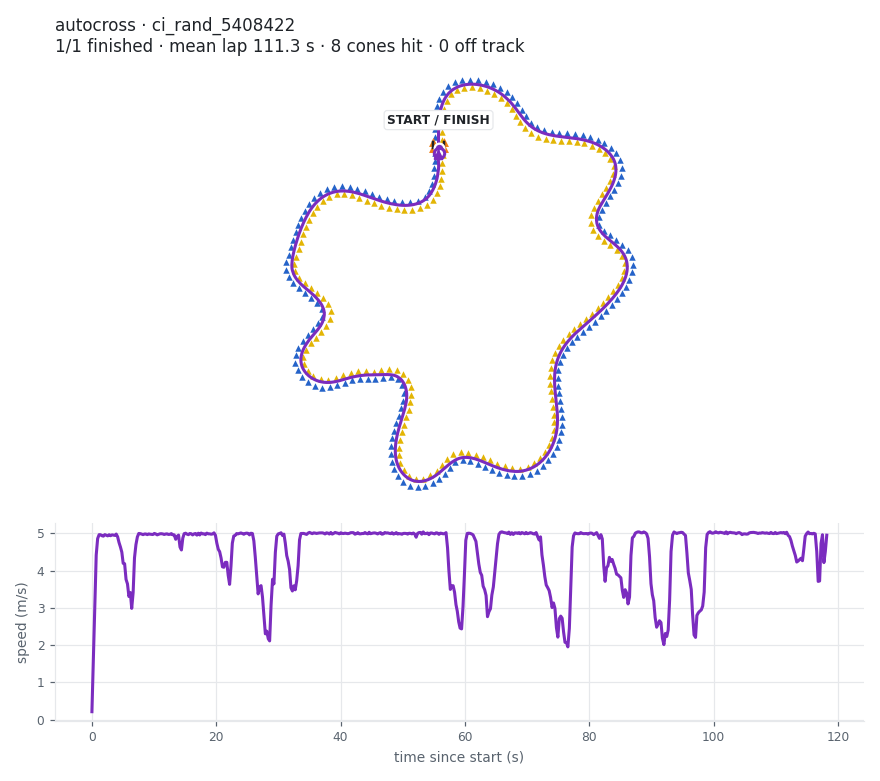 autocross · ci_rand_5408422
1/1 finished · mean lap 111.3 s · 8 cones hit · 0 off track
START / FINISH
speed (m/s)
5
4
3
2
1
0
0 20 40 60 80 100 120
time since start (s)